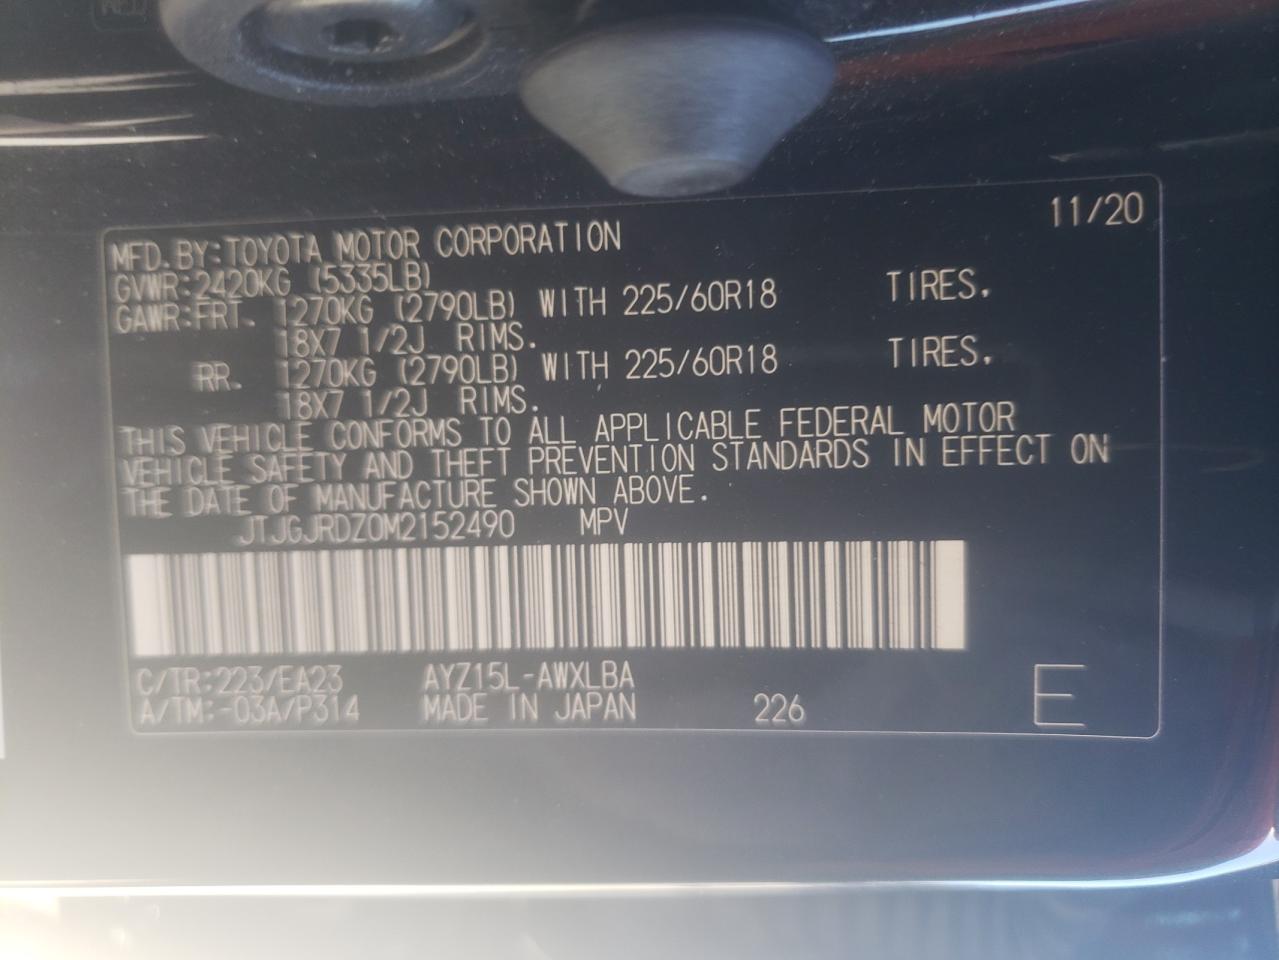 11/20
MFD.BY:TOYOTA MOTOR CORPORATION
GVWR:2420KG (5335LB)
GAWR:FRT. 1270KG (2790LB) WITH 225/60R18 TIRES.
18X7 1/2J RIMS.
RR. 1270KG (2790LB) WITH 225/60R18 TIRES.
18X7 1/2J RIMS.
THIS VEHICLE CONFORMS TO ALL APPLICABLE FEDERAL MOTOR
VEHICLE SAFETY AND THEFT PREVENTION STANDARDS IN EFFECT ON
THE DATE OF MANUFACTURE SHOWN ABOVE.
JTJGJRDZ0M2152490 MPV
C/TR:223/EA23 AYZ15L-AWXLBA
A/TM:-03A/P314 MADE IN JAPAN 226 E